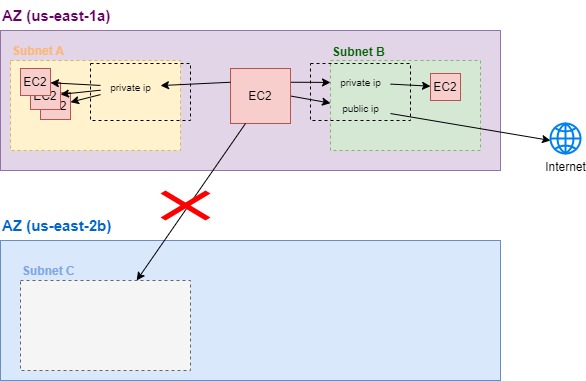 AZ (us-east-1a)
Subnet A
Subnet B
EC2
EC2
EC2
private ip
EC2
private ip
EC2
public ip
Internet
AZ (us-east-2b)
Subnet C